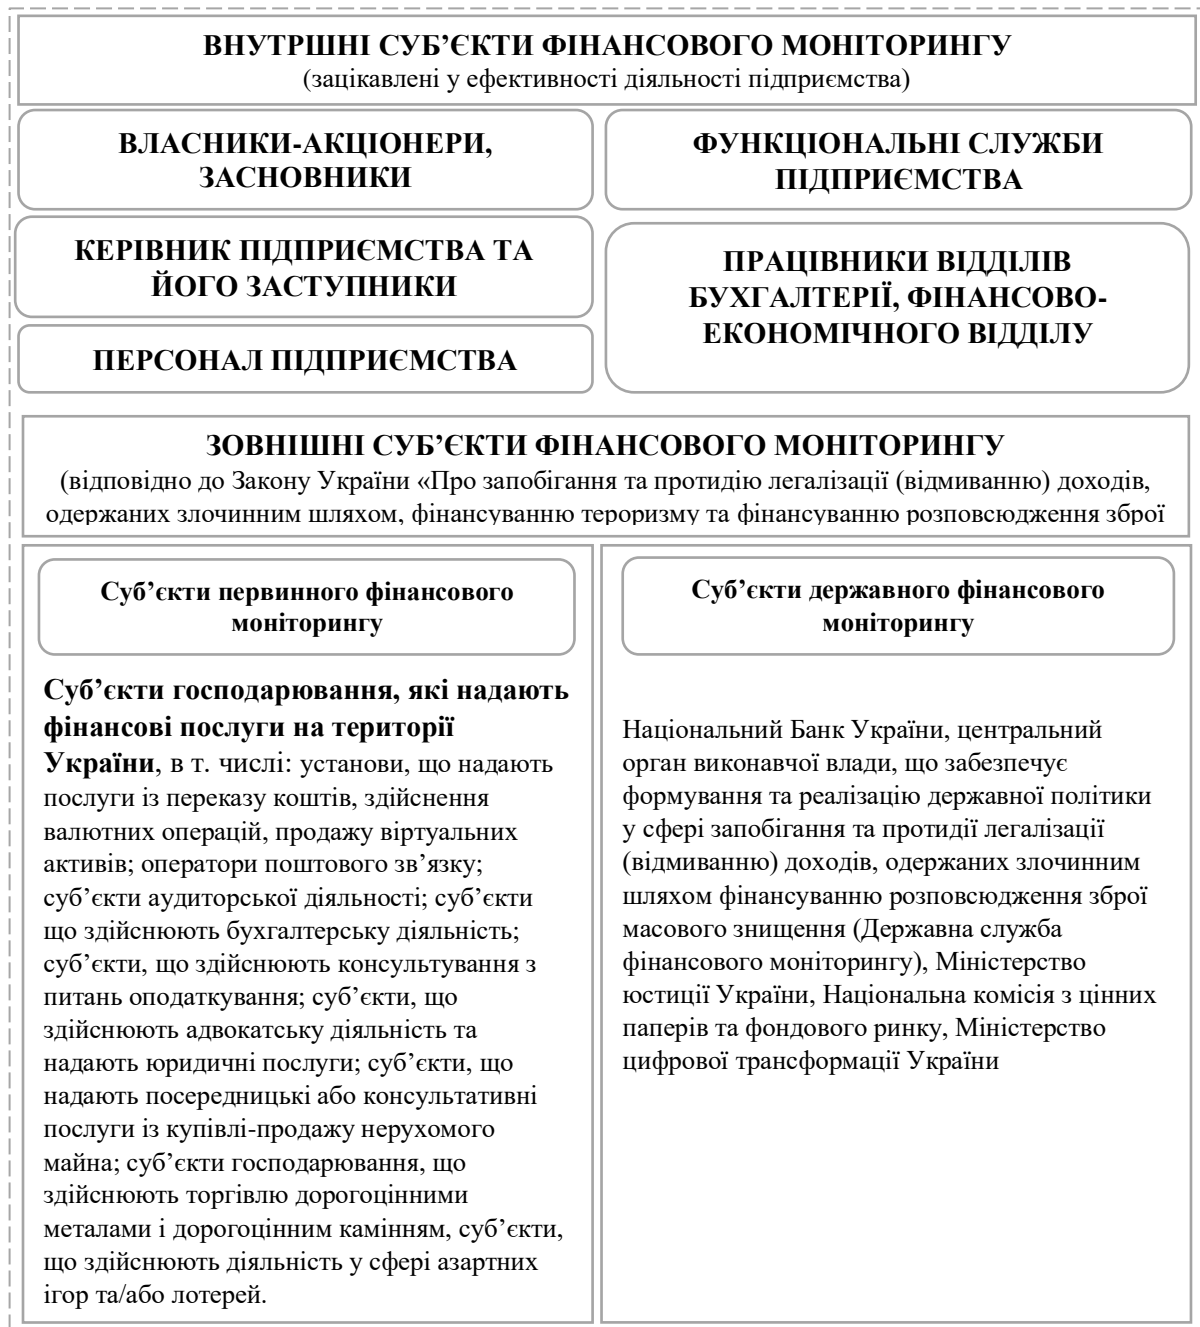 ВНУТРШНІ СУБ’ЄКТИ ФІНАНСОВОГО МОНІТОРИНГУ
(зацікавлені у ефективності діяльності підприємства)
ВЛАСНИКИ-АКЦІОНЕРИ,
ЗАСНОВНИКИ
ФУНКЦІОНАЛЬНІ СЛУЖБИ
ПІДПРИЄМСТВА
КЕРІВНИК ПІДПРИЄМСТВА ТА
ЙОГО ЗАСТУПНИКИ
ПРАЦІВНИКИ ВІДДІЛІВ
БУХГАЛТЕРІЇ, ФІНАНСОВО-
ЕКОНОМІЧНОГО ВІДДІЛУ
ПЕРСОНАЛ ПІДПРИЄМСТВА
ЗОВНІШНІ СУБ’ЄКТИ ФІНАНСОВОГО МОНІТОРИНГУ
(відповідно до Закону України «Про запобігання та протидію легалізації (відмиванню) доходів,
одержаних злочинним шляхом, фінансуванню тероризму та фінансуванню розповсюдження зброї
Суб’єкти первинного фінансового
моніторингу
Суб’єкти господарювання, які надають
фінансові послуги на території
України, в т. числі: установи, що надають
послуги із переказу коштів, здійснення
валютних операцій, продажу віртуальних
активів; оператори поштового зв’язку;
суб’єкти аудиторської діяльності; суб’єкти
що здійснюють бухгалтерську діяльність;
суб’єкти, що здійснюють консультування з
питань оподаткування; суб’єкти, що
здійснюють адвокатську діяльність та
надають юридичні послуги; суб’єкти, що
надають посередницькі або консультативні
послуги із купівлі-продажу нерухомого
майна; суб’єкти господарювання, що
здійснюють торгівлю дорогоцінними
металами і дорогоцінним камінням, суб’єкти,
що здійснюють діяльність у сфері азартних
ігор та/або лотерей.
Суб’єкти державного фінансового
моніторингу
Національний Банк України, центральний
орган виконавчої влади, що забезпечує
формування та реалізацію державної політики
у сфері запобігання та протидії легалізації
(відмиванню) доходів, одержаних злочинним
шляхом фінансуванню розповсюдження зброї
масового знищення (Державна служба
фінансового моніторингу), Міністерство
юстиції України, Національна комісія з цінних
паперів та фондового ринку, Міністерство
цифрової трансформації України